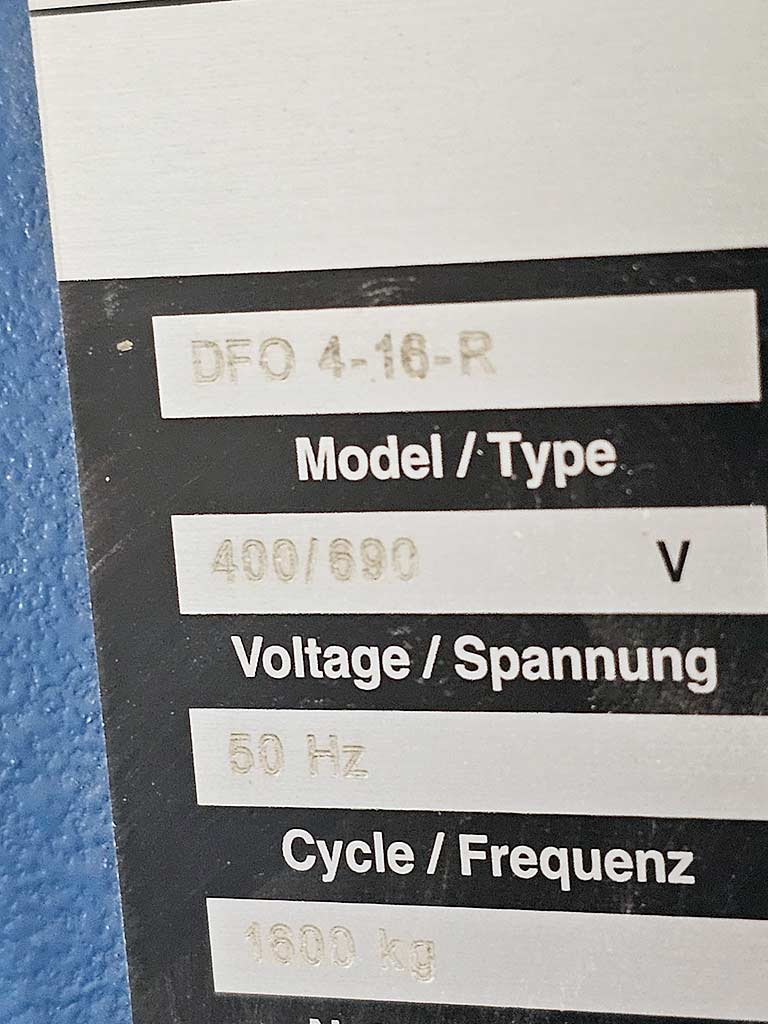 DFO 4-16-R
Model / Type
400/690 V
Voltage / Spannung
50 Hz
Cycle / Frequenz
1600 kg